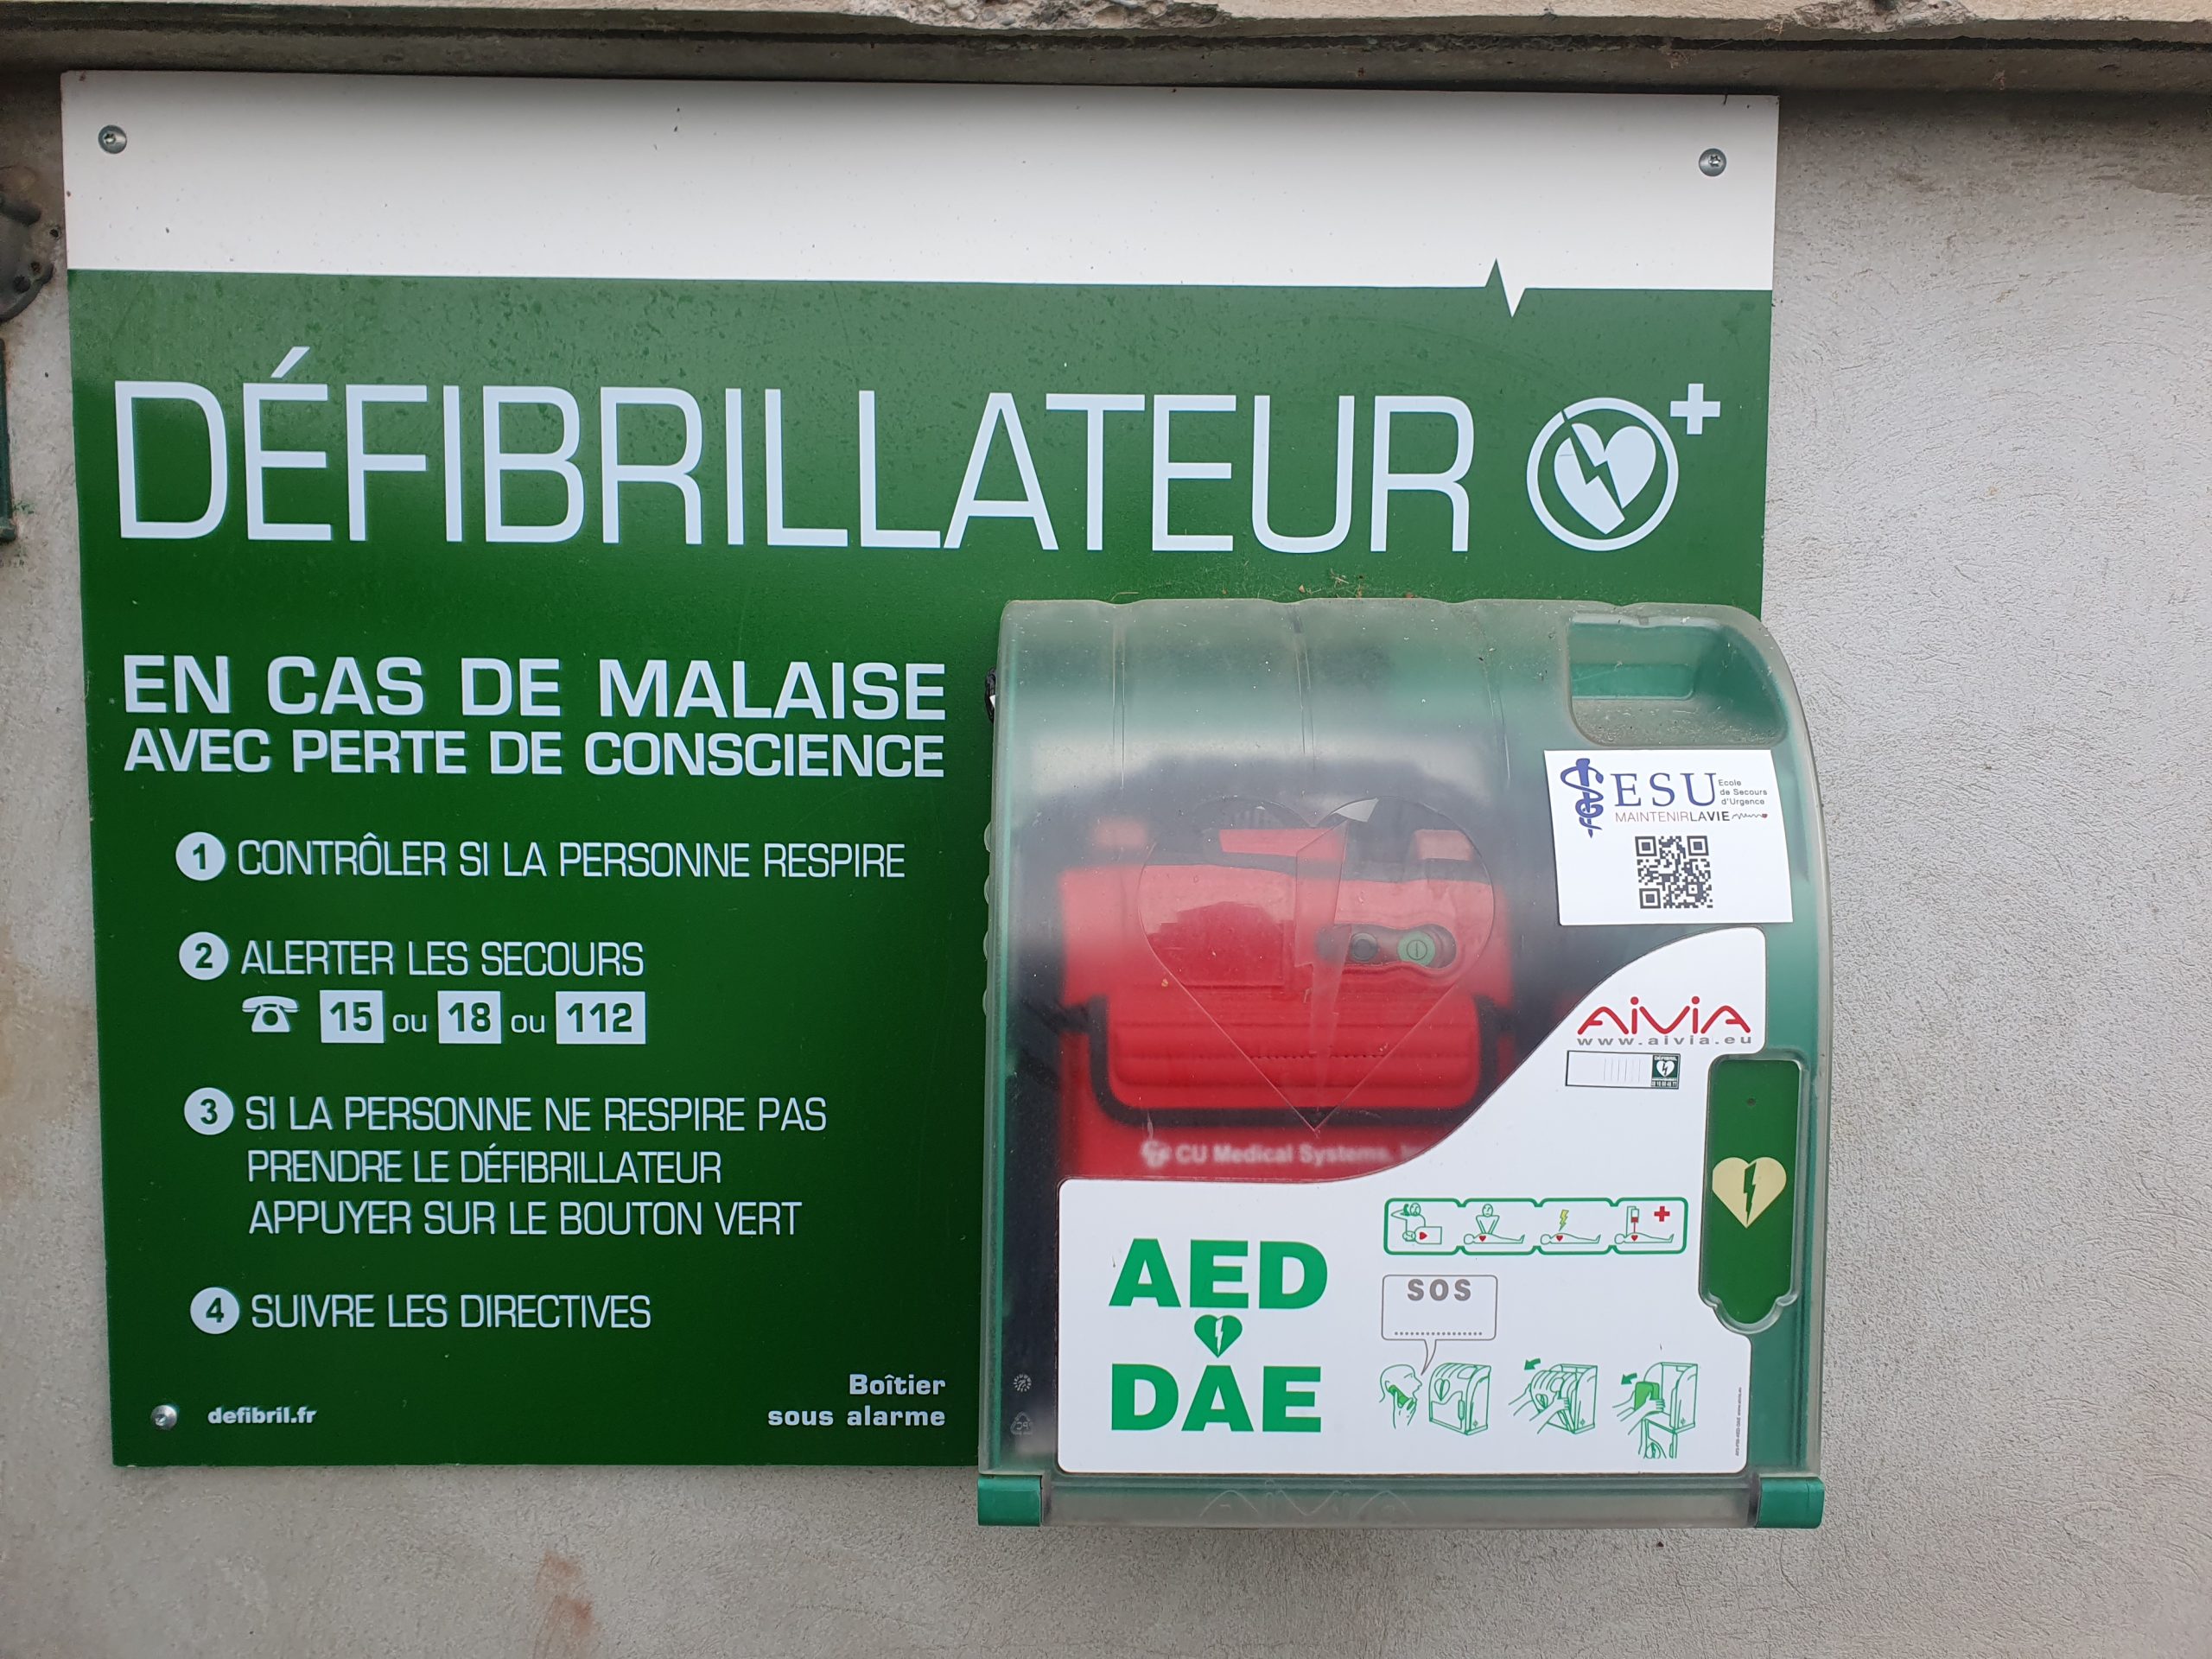 DÉFIBRILLATEUR
EN CAS DE MALAISE
AVEC PERTE DE CONSCIENCE
1 CONTRÔLER SI LA PERSONNE RESPIRE
2 ALERTER LES SECOURS
15 ou 18 ou 112
3 SI LA PERSONNE NE RESPIRE PAS
PRENDRE LE DÉFIBRILLATEUR
APPUYER SUR LE BOUTON VERT
4 SUIVRE LES DIRECTIVES
Boîtier
sous alarme
defibril.fr
ESU
Ecole
de Secours
d'Urgence
MAINTENIRLAVIE
AiViA
www.aivia.eu
DÉFIBRIL
CU Medical Systems,
AED
DAE
SOS
AiViA